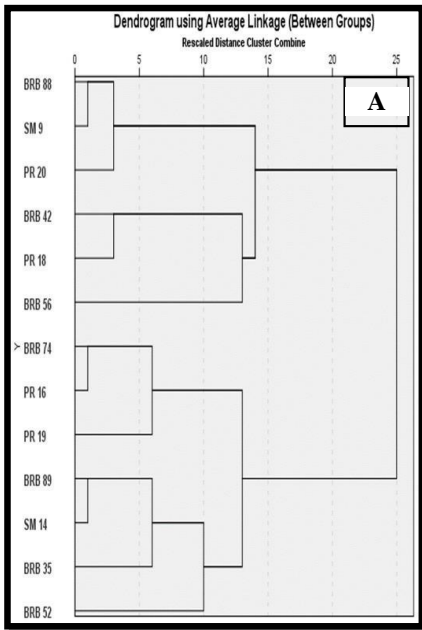 Dendrogram using Average Linkage (Between Groups)
Rescaled Distance Cluster Combine
0 5 10 15 20 25
A
BRB 88
SM 9
PR 20
BRB 42
PR 18
BRB 56
Y
BRB 74
PR 16
PR 19
BRB 89
SM 14
BRB 35
BRB 52